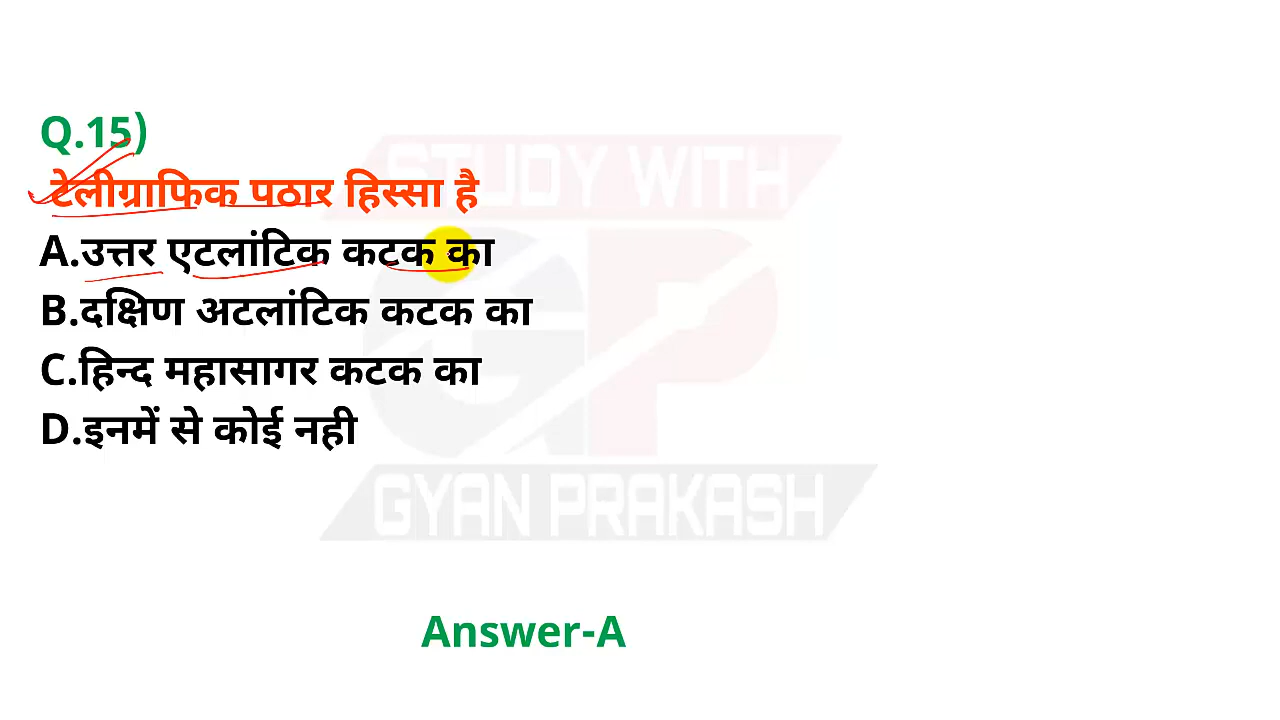 Q.15)
टेलीग्राफिक पठार हिस्सा है
A.उत्तर एटलांटिक कटक का
B.दक्षिण अटलांटिक कटक का
C.हिन्द महासागर कटक का
D.इनमें से कोई नही
STUDY WITH
GP
GYAN PRAKASH
Answer-A